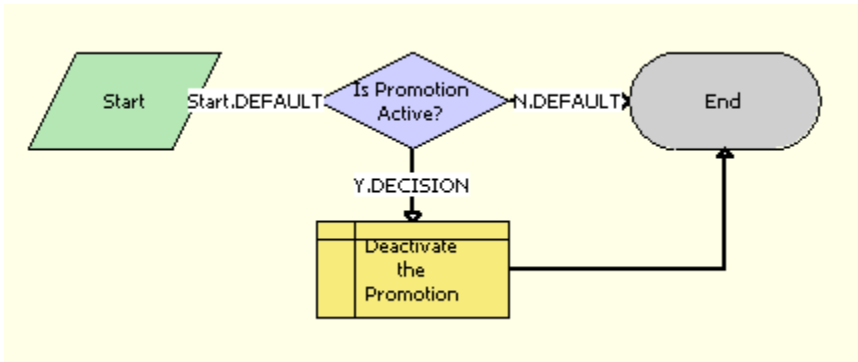 Start
Start.DEFAULT
Is Promotion
Active?
N.DEFAULT
End
Y.DECISION
Deactivate
the
Promotion